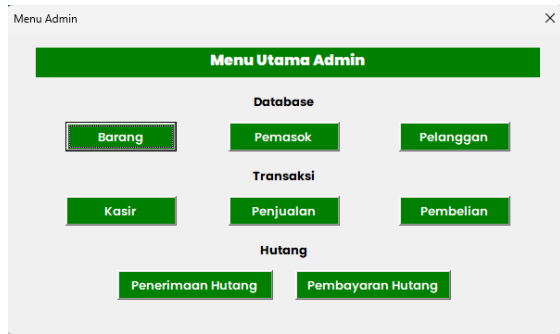 Menu Admin
Menu Utama Admin
Database
Barang Pemasok Pelanggan
Transaksi
Kasir Penjualan Pembelian
Hutang
Penerimaan Hutang Pembayaran Hutang